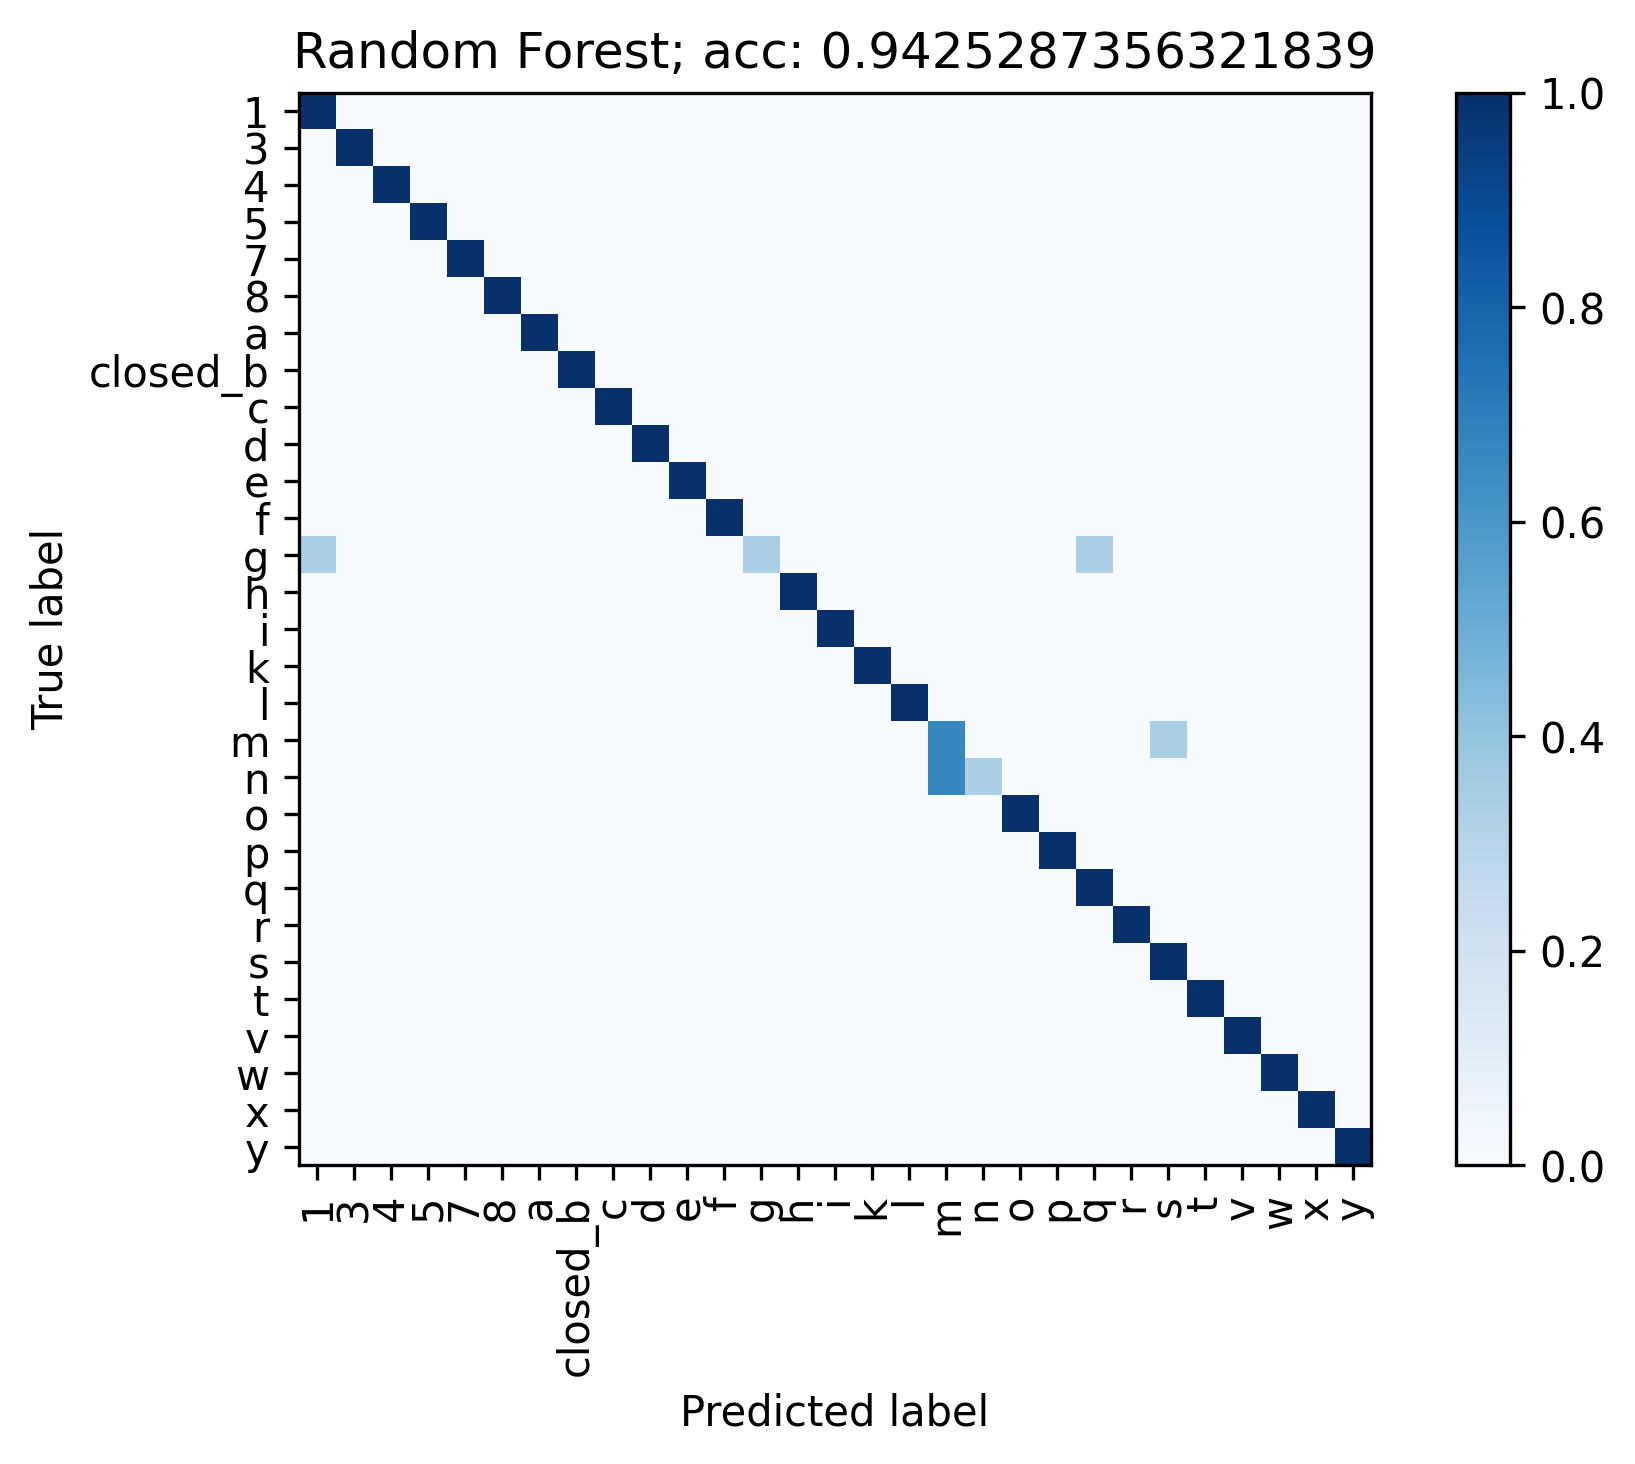 Random Forest; acc: 0.9425287356321839
True label
1
3
4
5
7
8
a
closed_b
c
d
e
f
g
h
i
k
l
m
n
o
p
q
r
s
t
v
w
x
y
1 3 4 5 7 8 a closed_b c d e f g h i k l m n o p q r s t v w x y
Predicted label
1.0
0.8
0.6
0.4
0.2
0.0